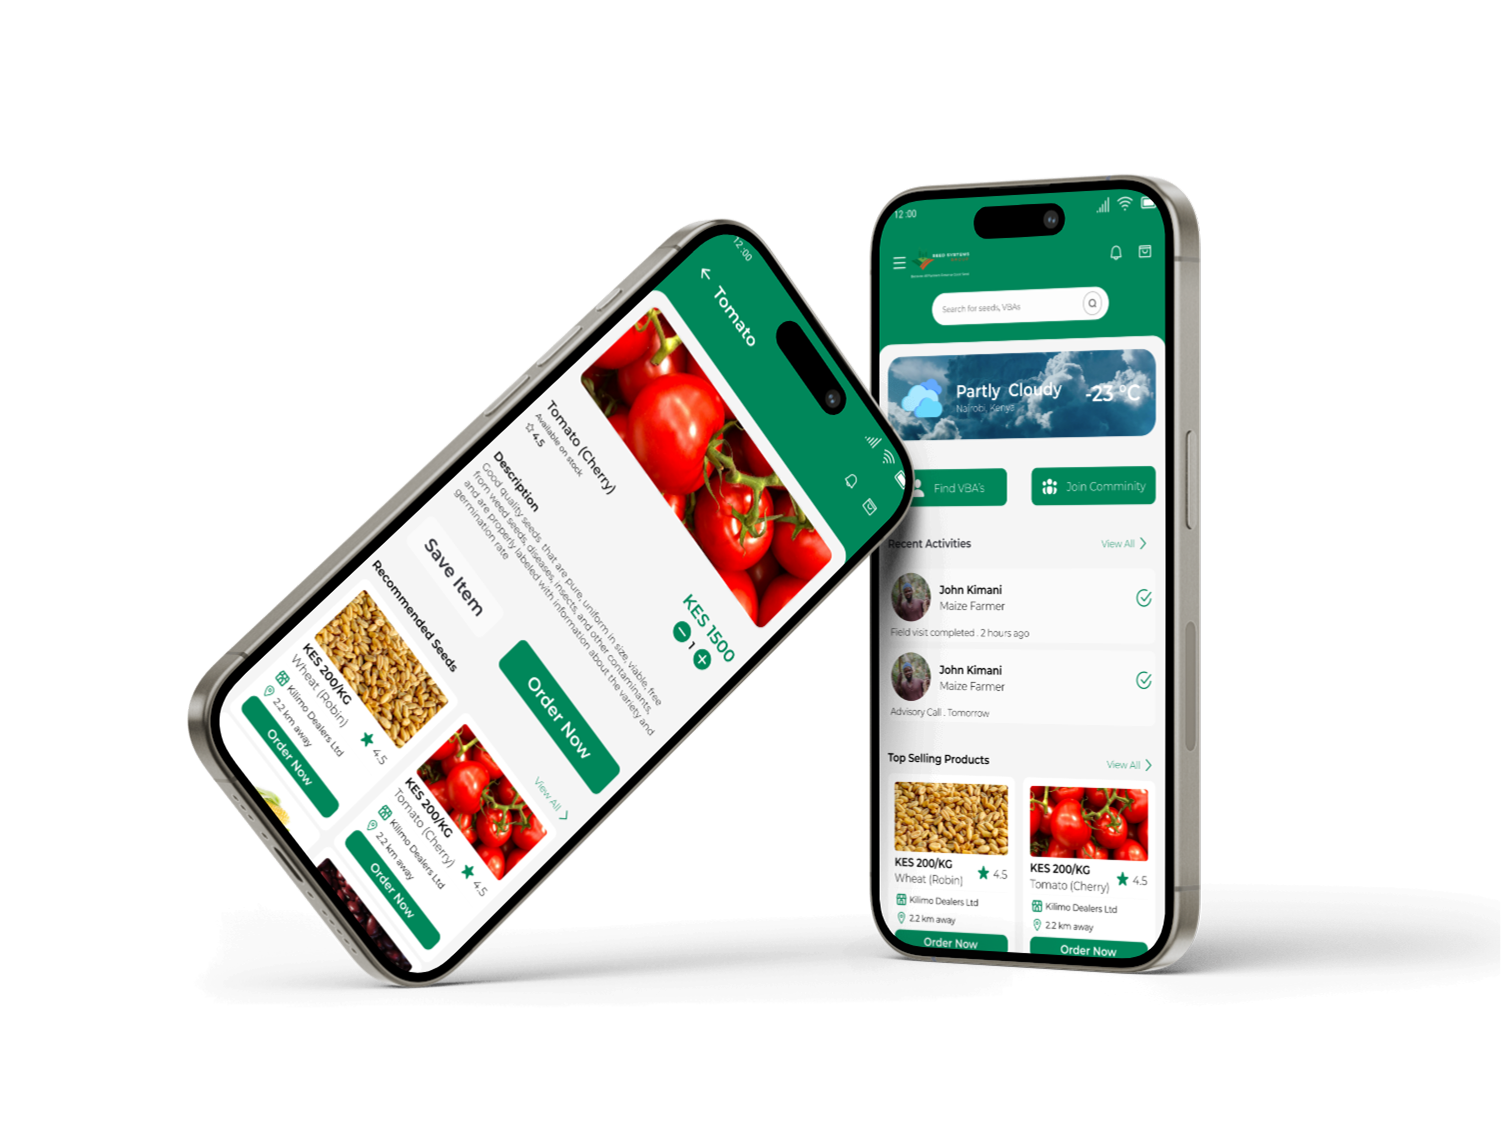 12:00
Tomato
Tomato (Cherry)
Available on stock
4.5
KES 1500
1
Description
Good quality seeds that are pure, uniform in size, viable, free
from weed seeds, diseases, insects, and other contaminants,
and are properly labeled with information about the variety and
germination rate
Save Item
Order Now
Recommended Seeds
View All
KES 200/KG
Wheat (Robin)
4.5
Kilimo Dealers Ltd
2.2 km away
Order Now
KES 200/KG
Tomato (Cherry)
4.5
Kilimo Dealers Ltd
2.2 km away
Order Now
12:00
SEED SYSTEMS
Search for seeds, VBAs
Partly Cloudy
-23 °C
Nairobi, Kenya
Find VBA's
Join Comminity
Recent Activities
View All
John Kimani
Maize Farmer
Field visit completed . 2 hours ago
John Kimani
Maize Farmer
Advisory Call . Tomorrow
Top Selling Products
View All
KES 200/KG
Wheat (Robin)
4.5
Kilimo Dealers Ltd
2.2 km away
Order Now
KES 200/KG
Tomato (Cherry)
4.5
Kilimo Dealers Ltd
2.2 km away
Order Now